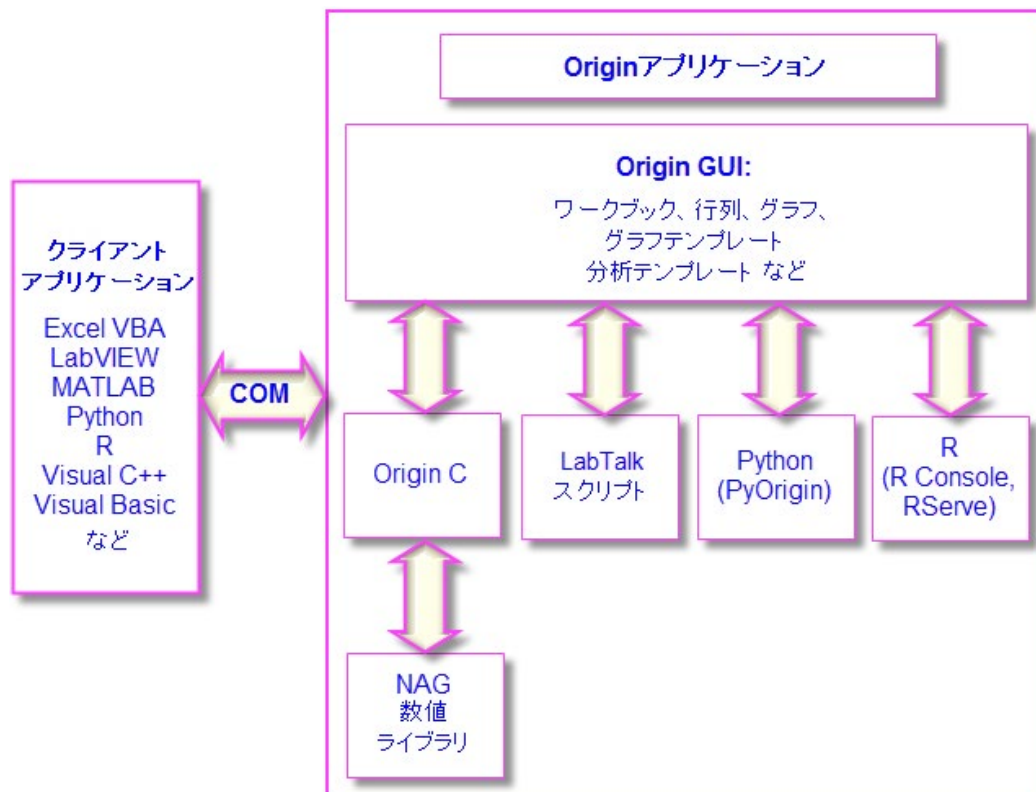 Originアプリケーション
Origin GUI:
ワークブック、行列、グラフ、
グラフテンプレート
分析テンプレート など
クライアント
アプリケーション
Excel VBA
LabVIEW
MATLAB
Python
R
Visual C++
Visual Basic
など
COM
Origin C
LabTalk
スクリプト
Python
(PyOrigin)
R
(R Console,
RServe)
NAG
数値
ライブラリ